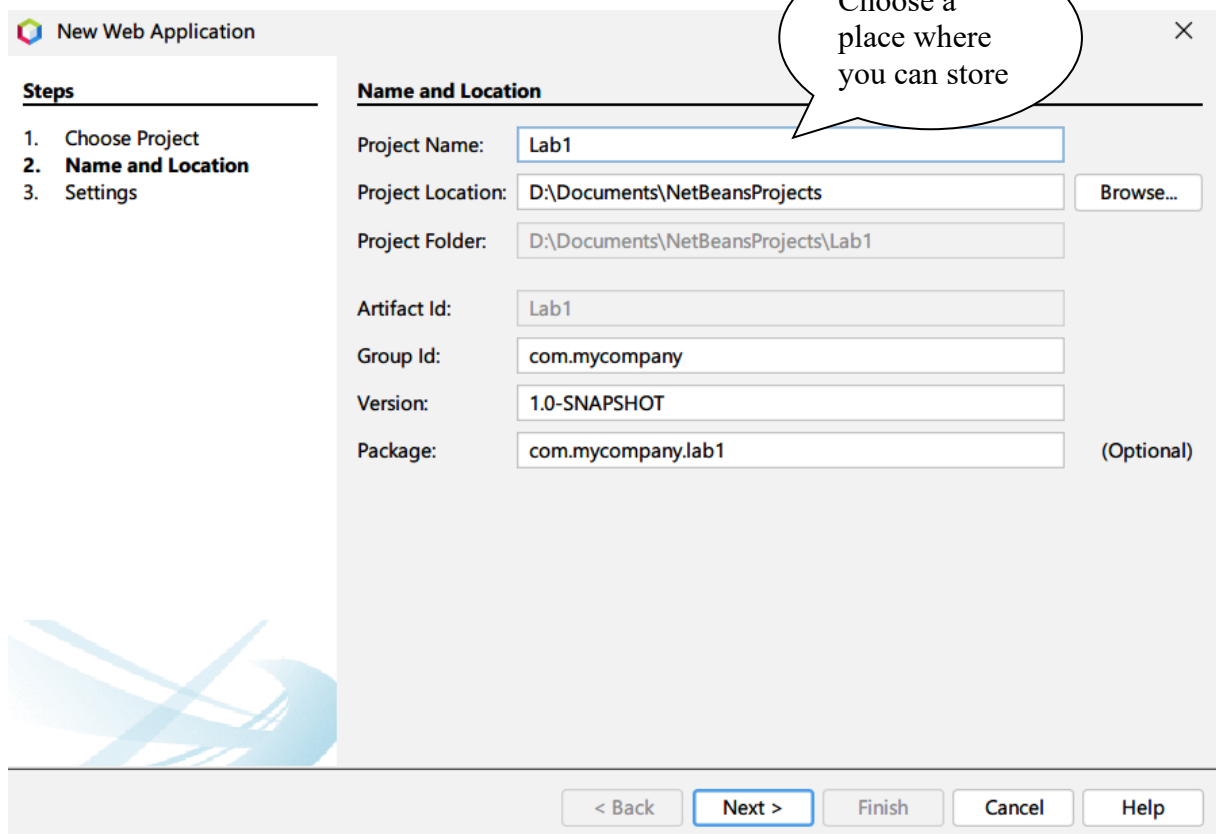 New Web Application
Choose a
place where
you can store
Steps
1. Choose Project
2. Name and Location
3. Settings
Name and Location
Project Name: Lab1
Project Location: D:\Documents\NetBeansProjects Browse...
Project Folder: D:\Documents\NetBeansProjects\Lab1
Artifact Id: Lab1
Group Id: com.mycompany
Version: 1.0-SNAPSHOT
Package: com.mycompany.lab1 (Optional)
< Back Next > Finish Cancel Help